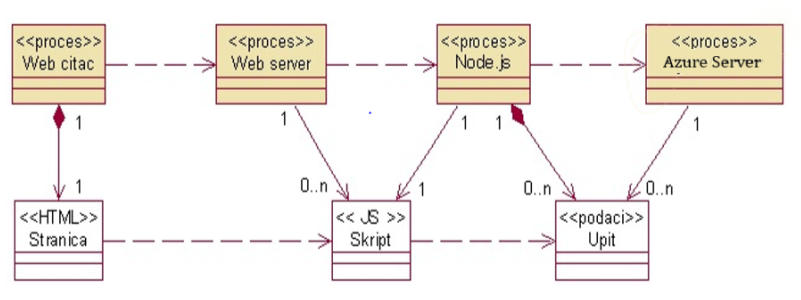 <<proces>>
Web citac
<<proces>>
Web server
<<proces>>
Node.js
<<proces>>
Azure Server
1
1
1
1
1
1
0..n
1
0..n
0..n
<<HTML>>
Stranica
<< JS >>
Skript
<<podaci>>
Upit